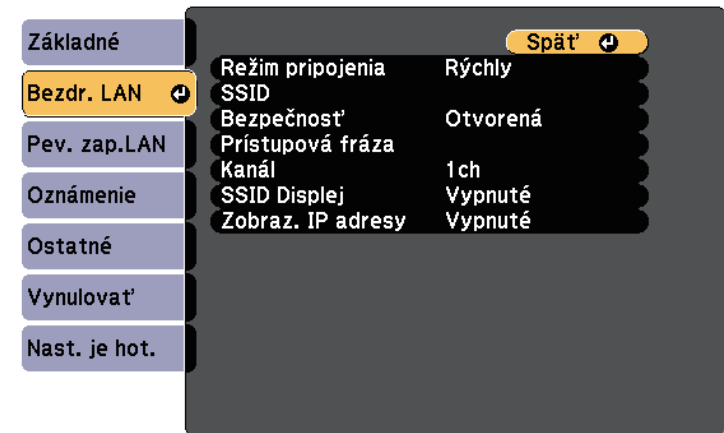 Základné
Bezdr. LAN
Pev. zap.LAN
Oznámenie
Ostatné
Vynulovať
Nast. je hot.
Späť
Režim pripojenia Rýchly
SSID
Bezpečnosť Otvorená
Prístupová fráza
Kanál 1ch
SSID Displej Vypnuté
Zobraz. IP adresy Vypnuté